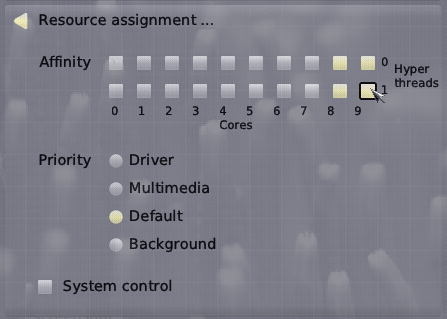 Resource assignment ...
Affinity
0
Hyper
threads
1
0 1 2 3 4 5 6 7 8 9
Cores
Priority
Driver
Multimedia
Default
Background
System control